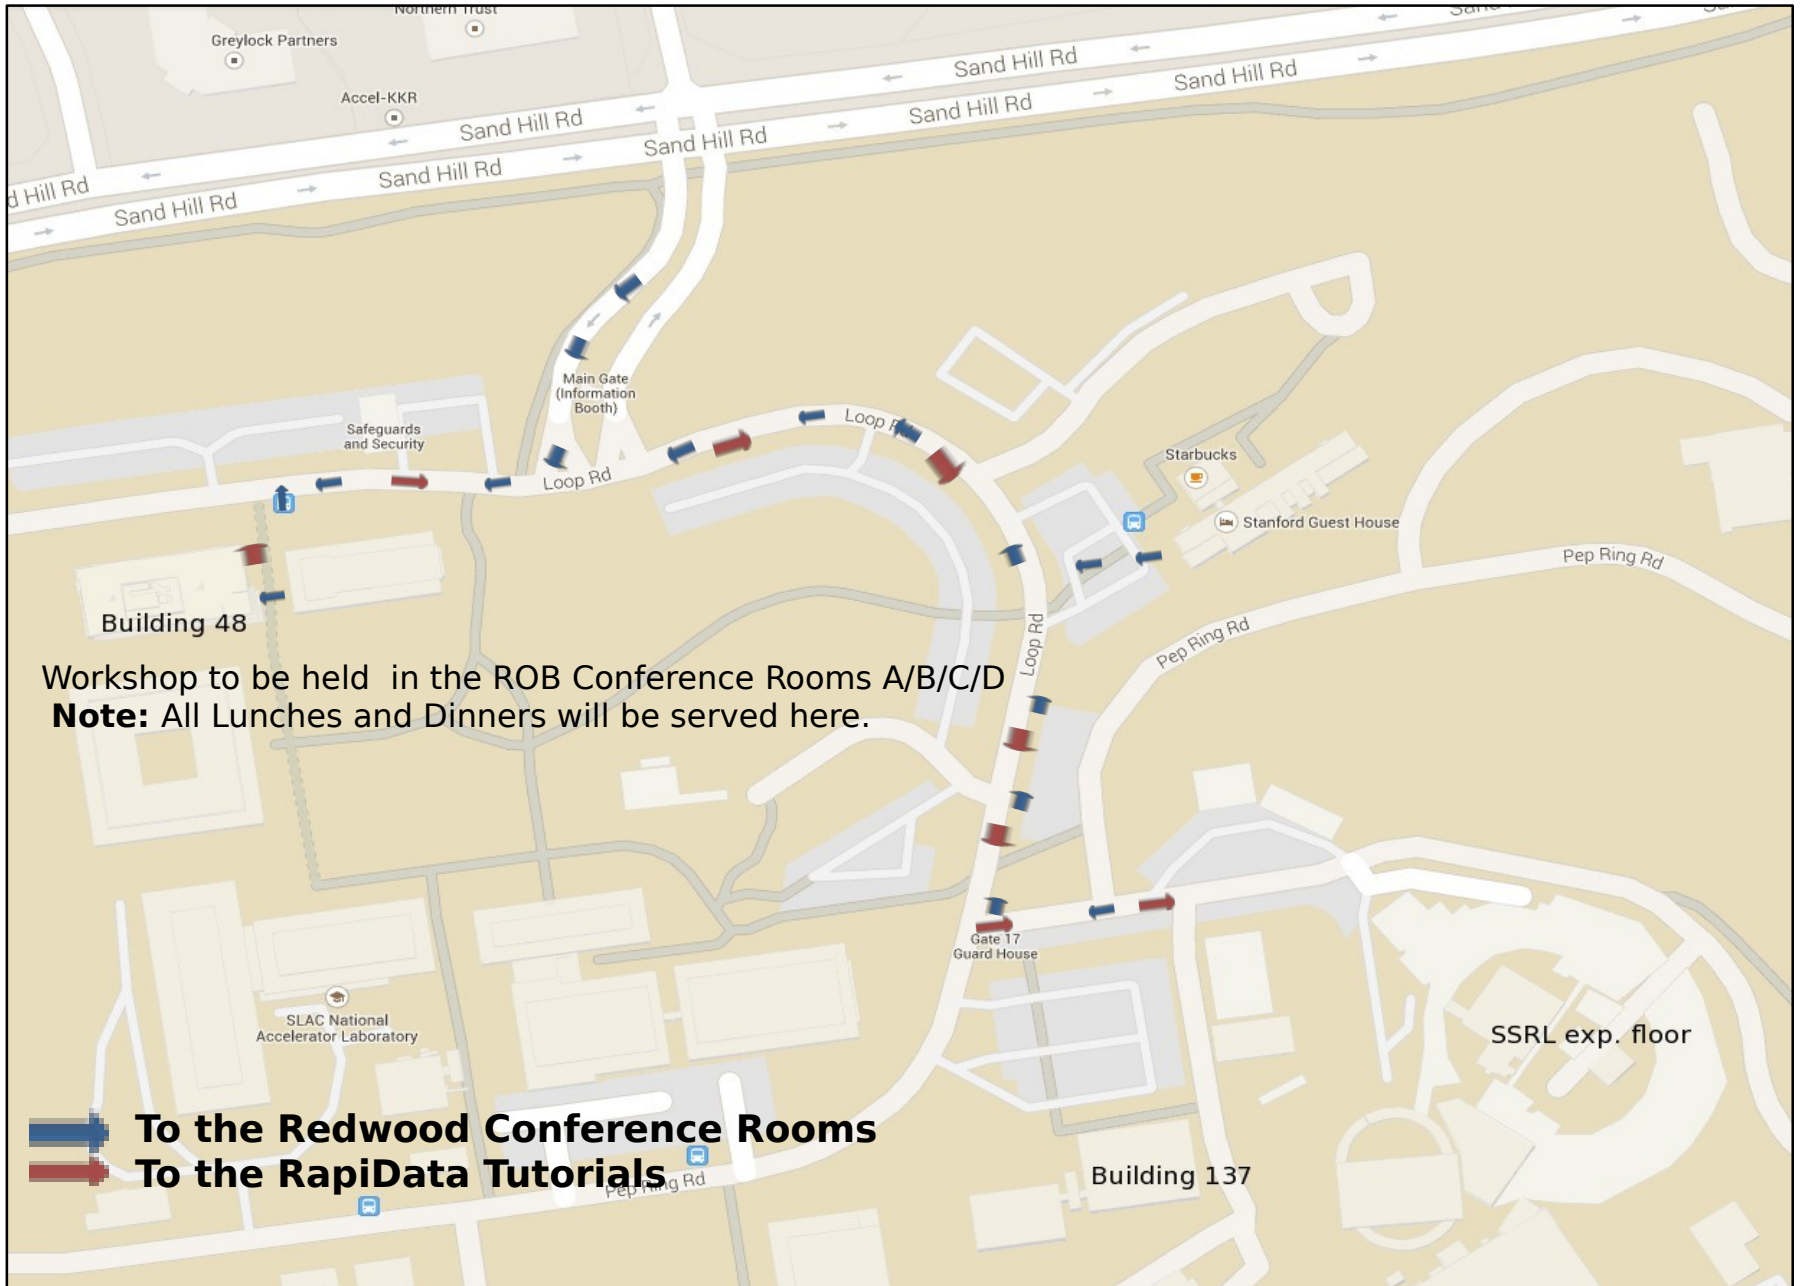 Northern Trust
Greylock Partners
Accel-KKR
Sand Hill Rd
Sand Hill Rd
Sand Hill Rd
Sand Hill Rd
Sand Hill Rd
Sand Hill Rd
d Hill Rd
Sand Hill Rd
Main Gate
(Information
Booth)
Loop R
Safeguards
and Security
Starbucks
Loop Rd
Stanford Guest House
Pep Ring Rd
Building 48
Pep Ring Rd
Loop Rd
Workshop to be held in the ROB Conference Rooms A/B/C/D
Note: All Lunches and Dinners will be served here.
Gate 17
Guard House
SLAC National
Accelerator Laboratory
SSRL exp. floor
To the Redwood Conference Rooms
To the RapiData Tutorials
Building 137
Pep Ring Rd